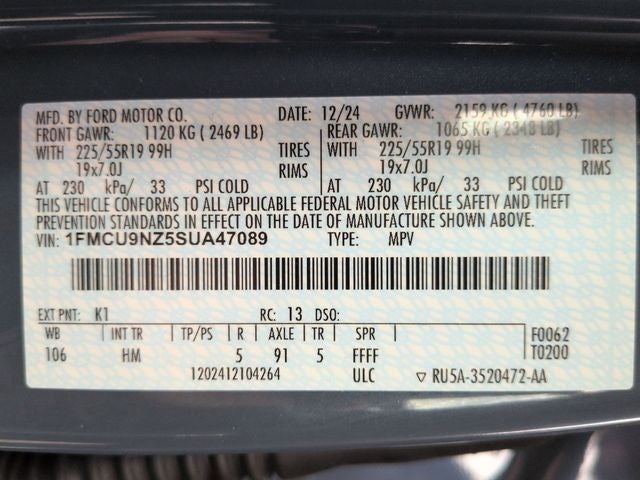 MFD. BY FORD MOTOR CO. DATE: 12/24 GVWR: 2159 KG ( 4760 LB)
FRONT GAWR: 1120 KG ( 2469 LB) REAR GAWR: 1065 KG ( 2348 LB)
WITH 225/55R19 99H TIRES WITH 225/55R19 99H TIRES
19x7.0J RIMS 19x7.0J RIMS
AT 230 kPa/ 33 PSI COLD AT 230 kPa/ 33 PSI COLD
THIS VEHICLE CONFORMS TO ALL APPLICABLE FEDERAL MOTOR VEHICLE SAFETY AND THEFT
PREVENTION STANDARDS IN EFFECT ON THE DATE OF MANUFACTURE SHOWN ABOVE.
VIN: 1FMCU9NZ5SUA47089 TYPE: MPV
EXT PNT: K1 RC: 13 DSO:
WB INT TR TP/PS R AXLE TR SPR F0062
106 HM 5 91 5 FFFF T0200
1202412104264 ULC ▽ RU5A-3520472-AA